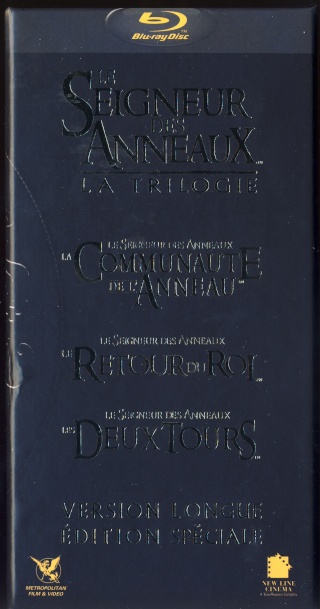 Blu-ray Disc
LE
SEIGNEUR
DES
ANNEAUX
LA TRILOGIE
LE SEIGNEUR DES ANNEAUX
LA COMMUNAUTÉ
DE L'ANNEAU
LE SEIGNEUR DES ANNEAUX
LE RETOUR DU ROI
LE SEIGNEUR DES ANNEAUX
LES DEUX TOURS
VERSION LONGUE
ÉDITION SPÉCIALE
METROPOLITAN
FILM & VIDEO
NEW LINE
CINEMA